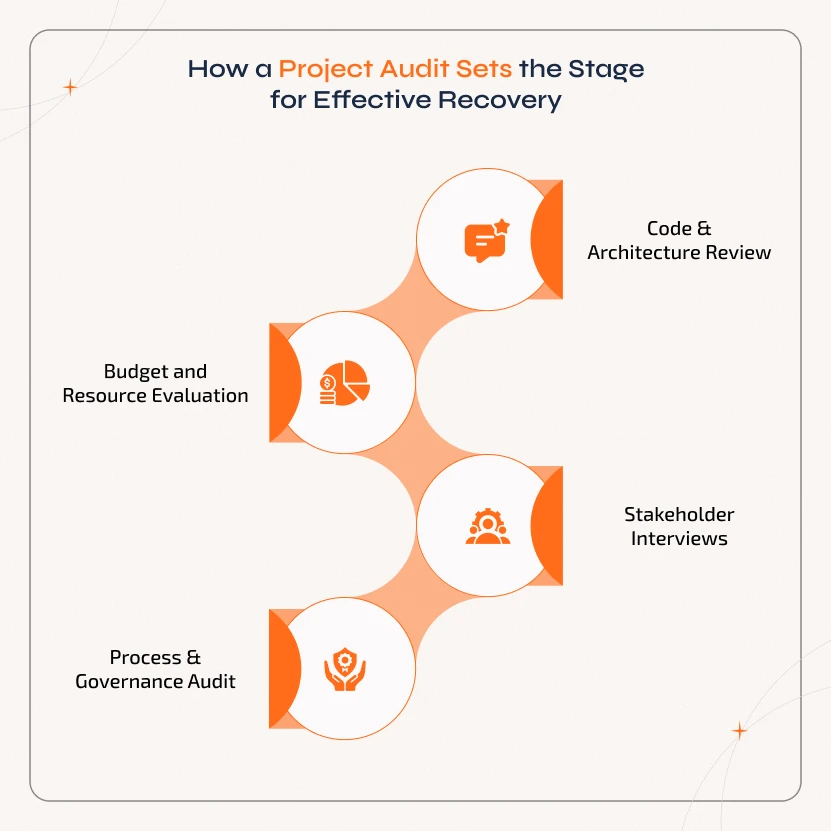 How a Project Audit Sets the Stage
for Effective Recovery
Code &
Architecture Review
Budget and
Resource Evaluation
$
Stakeholder
Interviews
Process &
Governance Audit